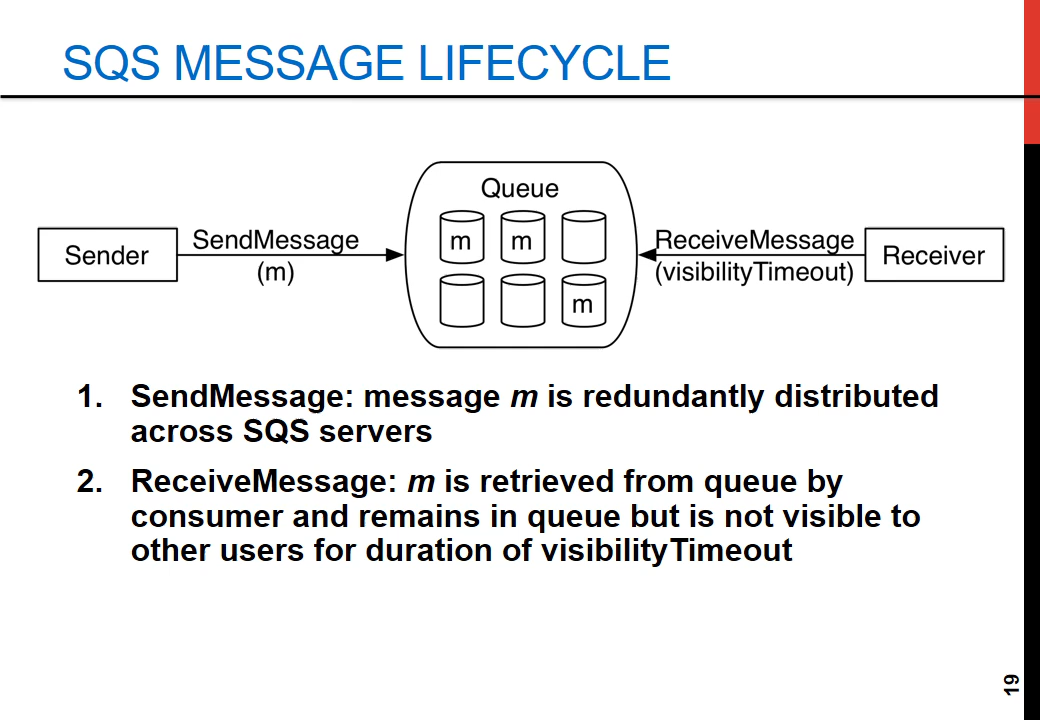 SQS MESSAGE LIFECYCLE
Queue
m m
m
Sender
SendMessage
(m)
ReceiveMessage
(visibilityTimeout)
Receiver
1. SendMessage: message m is redundantly distributed
across SQS servers
2. ReceiveMessage: m is retrieved from queue by
consumer and remains in queue but is not visible to
other users for duration of visibilityTimeout
19